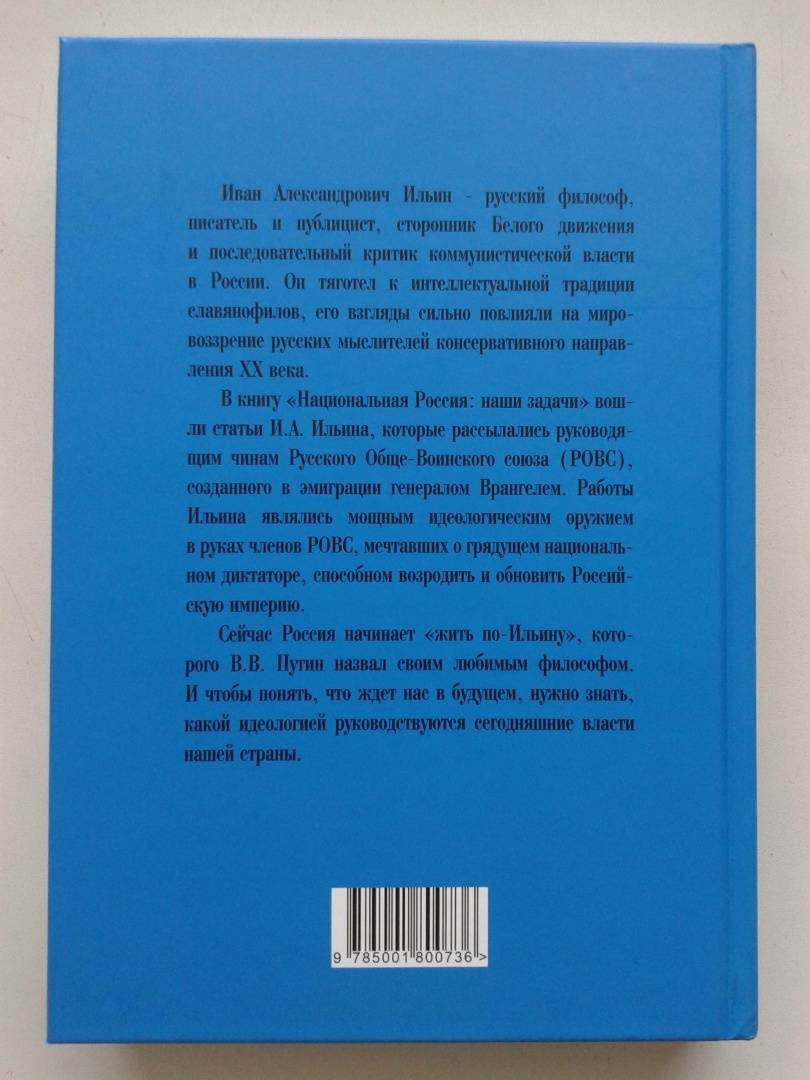 Иван Александрович Ильин - русский философ,
писатель и публицист, сторонник Белого движения
и последовательный критик коммунистической власти
в России. Он тяготел к интеллектуальной традиции
славянофилов, его взгляды сильно повлияли на миро-
воззрение русских мыслителей консервативного направ-
ления XX века.
В книгу «Национальная Россия: наши задачи» вош-
ли статьи И.А. Ильина, которые рассылались руководя-
щим чинам Русского Обще-Воинского союза (РОВС),
созданного в эмиграции генералом Врангелем. Работы
Ильина являлись мощным идеологическим оружием
в руках членов РОВС, мечтавших о грядущем националь-
ном диктаторе, способном возродить и обновить Россий-
скую империю.
Сейчас Россия начинает «жить по-Ильину», кото-
рого В.В. Путин назвал своим любимым философом.
И чтобы понять, что ждет нас в будущем, нужно знать,
какой идеологией руководствуются сегодняшние власти
нашей страны.
9 785001 800736>